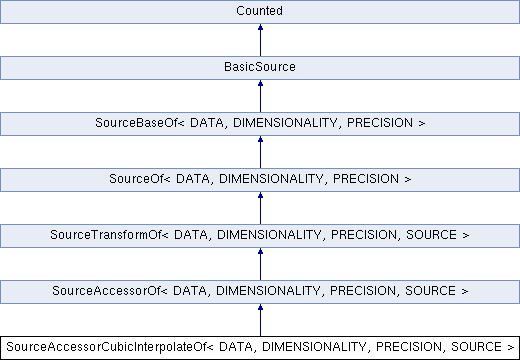 Counted
BasicSource
SourceBaseOf< DATA, DIMENSIONALITY, PRECISION >
SourceOf< DATA, DIMENSIONALITY, PRECISION >
SourceTransformOf< DATA, DIMENSIONALITY, PRECISION, SOURCE >
SourceAccessorOf< DATA, DIMENSIONALITY, PRECISION, SOURCE >
SourceAccessorCubicInterpolateOf< DATA, DIMENSIONALITY, PRECISION, SOURCE >